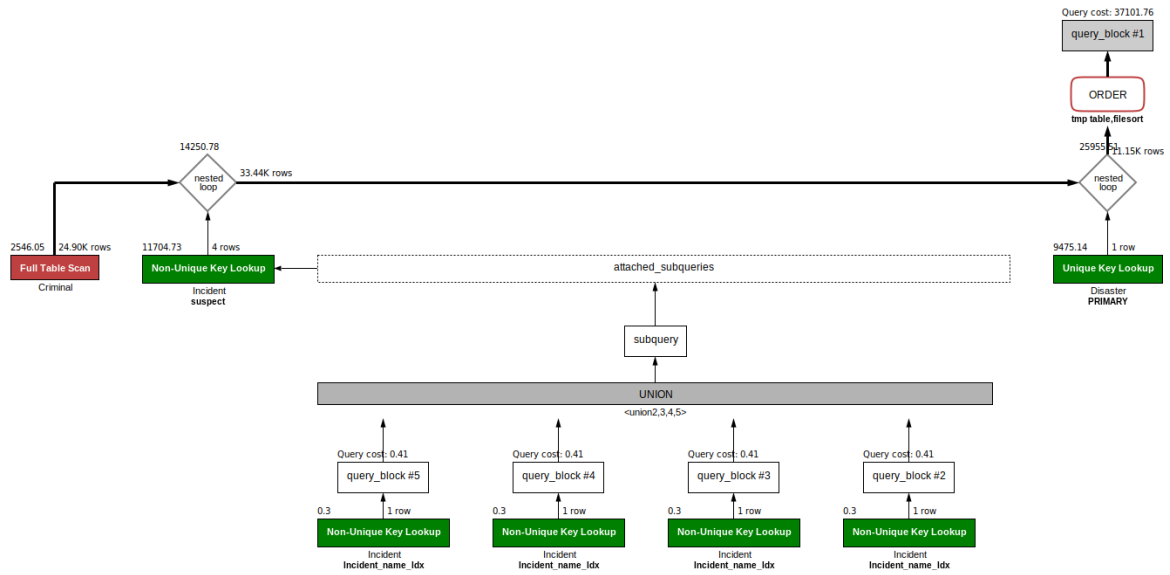 Query cost: 37101.76
query_block #1
ORDER
tmp table,filesort
14250.78
25955.51
11.15K rows
nested
loop
33.44K rows
nested
loop
2546.05
24.90K rows
11704.73
4 rows
9475.14
1 row
Full Table Scan
Non-Unique Key Lookup
attached_subqueries
Unique Key Lookup
Criminal
Incident
suspect
Disaster
PRIMARY
subquery
UNION
<union2,3,4,5>
Query cost: 0.41
Query cost: 0.41
Query cost: 0.41
Query cost: 0.41
query_block #5
query_block #4
query_block #3
query_block #2
0.3
1 row
0.3
1 row
0.3
1 row
0.3
1 row
Non-Unique Key Lookup
Non-Unique Key Lookup
Non-Unique Key Lookup
Non-Unique Key Lookup
Incident
Incident
Incident
Incident
Incident_name_Idx
Incident_name_Idx
Incident_name_Idx
Incident_name_Idx